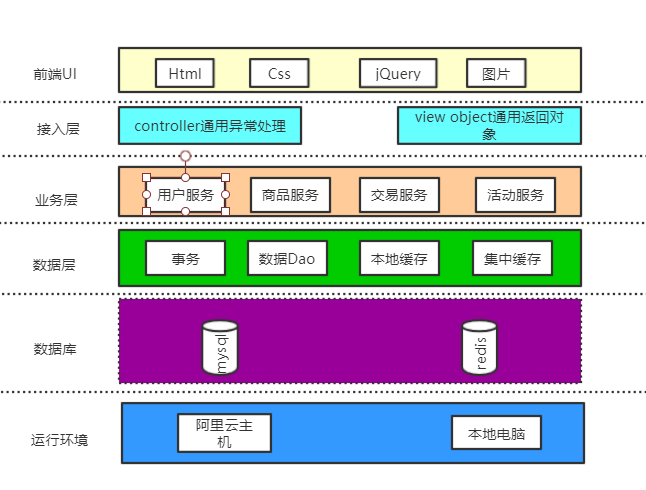 前端UI
Html
Css
jQuery
图片
接入层
controller通用异常处理
view object通用返回对
象
业务层
用户服务
商品服务
交易服务
活动服务
数据层
事务
数据Dao
本地缓存
集中缓存
数据库
mysql
redis
运行环境
阿里云主
机
本地电脑